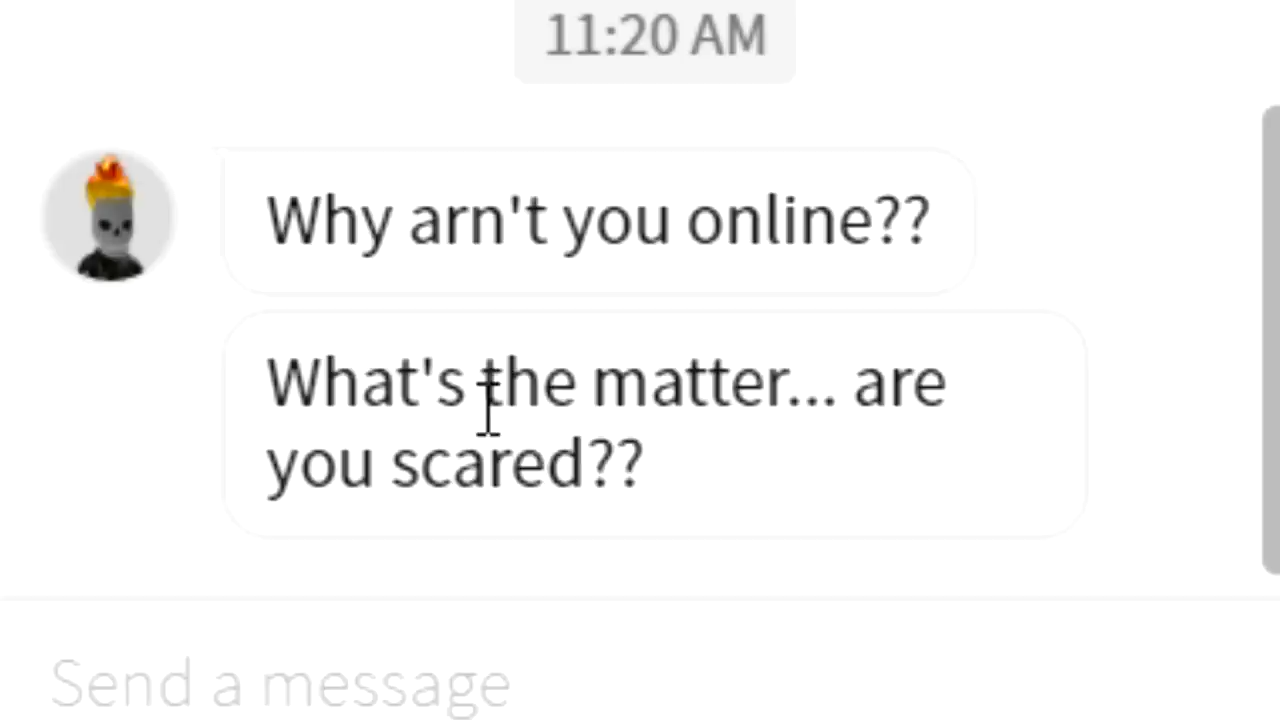 11:20 AM
Why arn't you online??
What's the matter... are
you scared??
Send a message